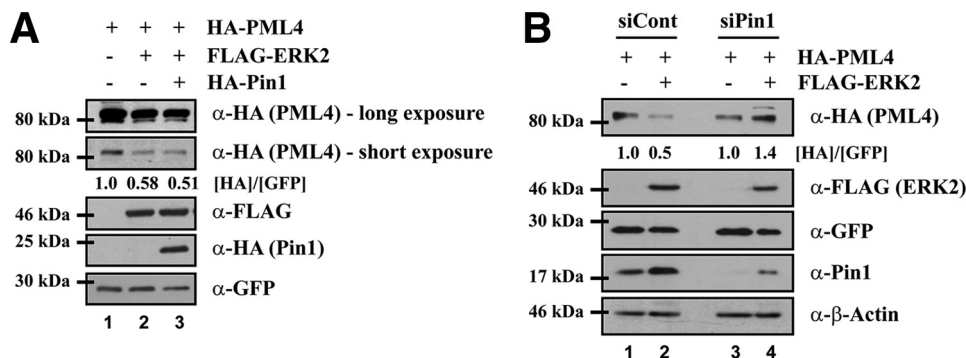 A
+ + + HA-PML4
- + + FLAG-ERK2
- - + HA-Pin1
80 kDa α-HA (PML4) - long exposure
80 kDa α-HA (PML4) - short exposure
1.0 0.58 0.51 [HA]/[GFP]
46 kDa α-FLAG
25 kDa α-HA (Pin1)
30 kDa α-GFP
1 2 3
B
siCont siPin1
+ + + + HA-PML4
- + - + FLAG-ERK2
80 kDa α-HA (PML4)
1.0 0.5 1.0 1.4 [HA]/[GFP]
46 kDa α-FLAG (ERK2)
30 kDa α-GFP
17 kDa α-Pin1
46 kDa α-β-Actin
1 2 3 4